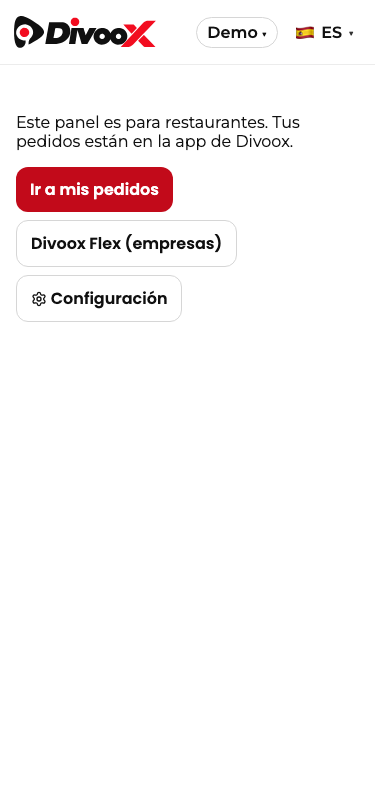 DivooX
Demo ▾
🇪🇸 ES ▾
Este panel es para restaurantes. Tus
pedidos están en la app de Divoox.
Ir a mis pedidos
Divoox Flex (empresas)
Configuración